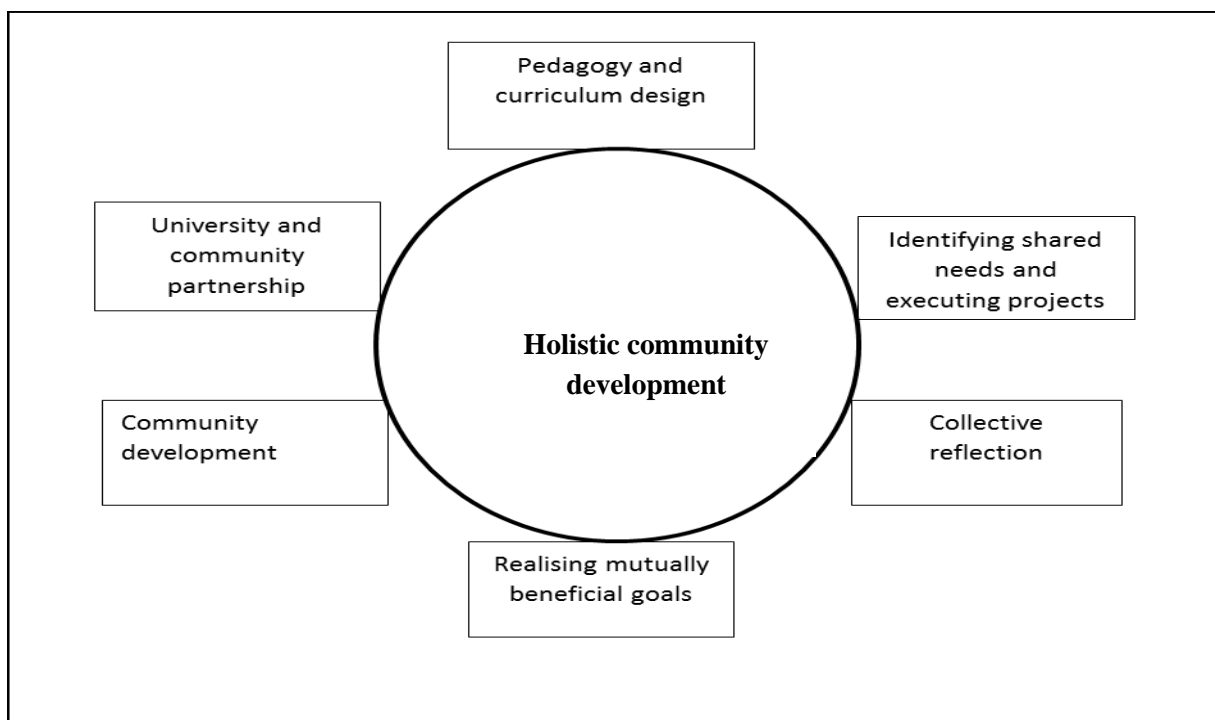 Pedagogy and
curriculum design
University and
community
partnership
Identifying shared
needs and
executing projects
Holistic community
development
Community
development
Collective
reflection
Realising mutually
beneficial goals